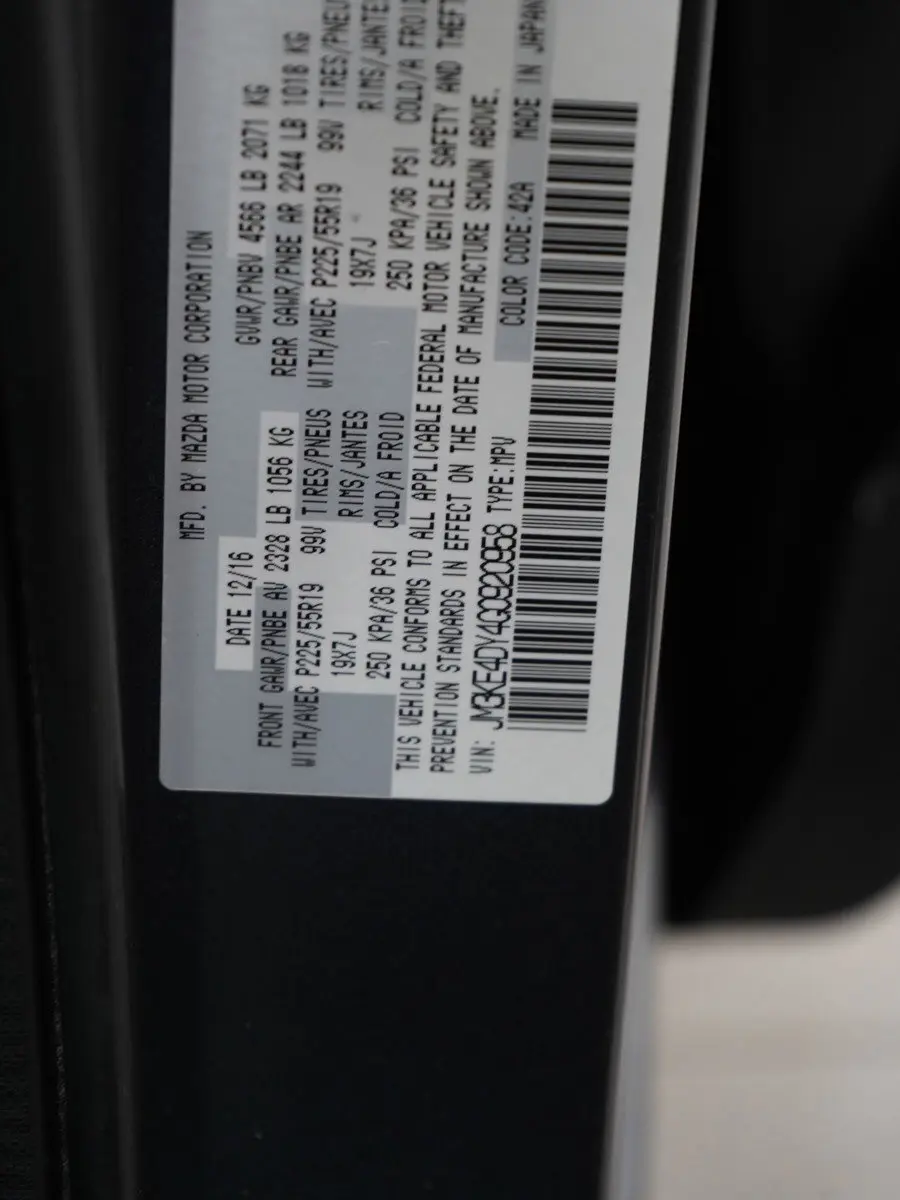 MFD. BY MAZDA MOTOR CORPORATION
DATE 12/16 GVWR/PNBV 4566 LB 2071 KG
FRONT GAWR/PNBE AV 2328 LB 1056 KG REAR GAWR/PNBE AR 2244 LB 1018 KG
WITH/AVEC P225/55R19 99V TIRES/PNEUS WITH/AVEC P225/55R19 99V TIRES/PNEU
19X7J RIMS/JANTES 19X7J RIMS/JANTE
250 KPA/36 PSI COLD/A FROID 250 KPA/36 PSI COLD/A FROID
THIS VEHICLE CONFORMS TO ALL APPLICABLE FEDERAL MOTOR VEHICLE SAFETY AND THEFT
PREVENTION STANDARDS IN EFFECT ON THE DATE OF MANUFACTURE SHOWN ABOVE.
VIN: JM3KE4DY4G0920958 TYPE:MPV COLOR CODE:42A MADE IN JAPAN